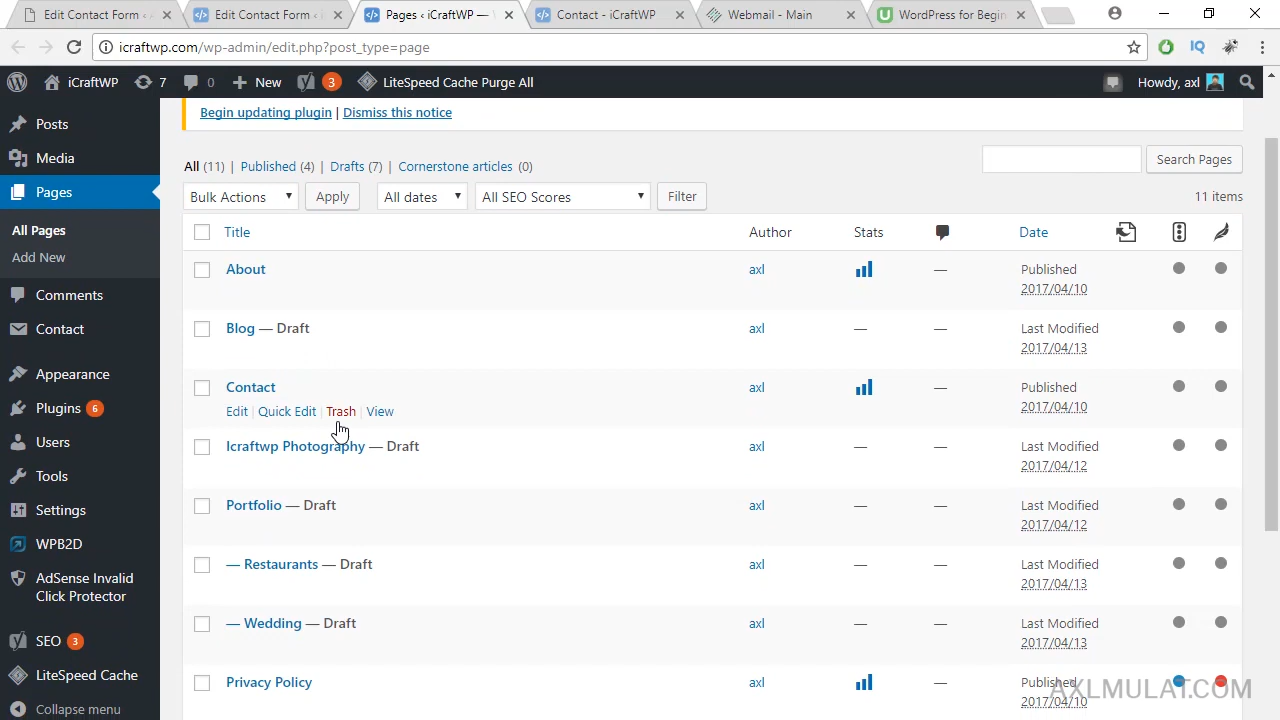 Edit Contact Form ‹
Edit Contact Form ‹
Pages ‹ iCraftWP —
Contact - iCraftWP
Webmail - Main
WordPress for Begin
icraftwp.com/wp-admin/edit.php?post_type=page
iCraftWP 7 0 New 3 LiteSpeed Cache Purge All Howdy, axl
Posts
Media
Pages
All Pages
Add New
Comments
Contact
Appearance
Plugins 6
Users
Tools
Settings
WPB2D
AdSense Invalid
Click Protector
SEO 3
LiteSpeed Cache
Collapse menu
Begin updating plugin | Dismiss this notice
All (11) | Published (4) | Drafts (7) | Cornerstone articles (0)
Search Pages
Bulk Actions Apply All dates All SEO Scores Filter 11 items
Title Author Stats Date
About axl — Published
2017/04/10
Blog — Draft axl — — Last Modified
2017/04/13
Contact axl — Published
2017/04/10
Edit | Quick Edit | Trash | View
Icraftwp Photography — Draft axl — — Last Modified
2017/04/12
Portfolio — Draft axl — — Last Modified
2017/04/12
— Restaurants — Draft axl — — Last Modified
2017/04/13
— Wedding — Draft axl — — Last Modified
2017/04/13
Privacy Policy axl — Published
2017/04/10
AXLMULAT.COM